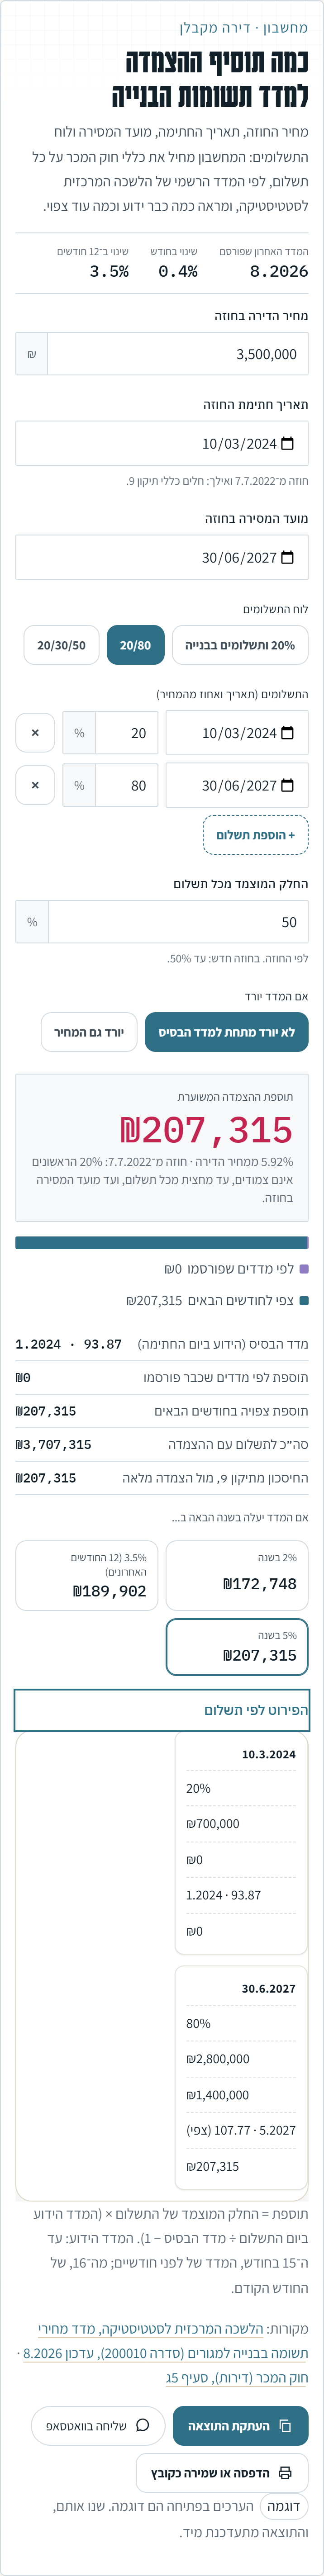 מחשבון · דירה מקבלן
כמה תוסיף ההצמדה
למדד תשומות הבנייה
מחיר החוזה, תאריך החתימה, מועד המסירה ולוח
התשלומים: המחשבון מחיל את כללי חוק המכר על כל
תשלום, לפי המדד הרשמי של הלשכה המרכזית
לסטטיסטיקה, ומראה כמה כבר ידוע וכמה עוד צפוי.
המדד האחרון שפורסם
8.2026
שינוי בחודש
0.4%
שינוי ב־12 חודשים
3.5%
מחיר הדירה בחוזה
3,500,000 ₪
תאריך חתימת החוזה
10/03/2024
חוזה מ־7.7.2022 ואילך: חלים כללי תיקון 9.
מועד המסירה בחוזה
30/06/2027
לוח התשלומים
20% ותשלומים בבנייה
20/80
20/30/50
התשלומים (תאריך ואחוז מהמחיר)
10/03/2024 20 % ×
30/06/2027 80 % ×
+ הוספת תשלום
החלק המוצמד מכל תשלום
50 %
לפי החוזה. בחוזה חדש: עד 50%.
אם המדד יורד
לא יורד מתחת למדד הבסיס
יורד גם המחיר
תוספת ההצמדה המשוערת
₪207,315
5.92% ממחיר הדירה · חוזה מ־7.7.2022: 20% הראשונים
אינם צמודים, עד מחצית מכל תשלום, ועד מועד המסירה
בחוזה.
לפי מדדים שפורסמו ₪0
צפי לחודשים הבאים ₪207,315
מדד הבסיס (הידוע ביום החתימה) 93.87 · 1.2024
תוספת לפי מדדים שכבר פורסמו ₪0
תוספת צפויה בחודשים הבאים ₪207,315
סה״כ לתשלום עם ההצמדה ₪3,707,315
החיסכון מתיקון 9, מול הצמדה מלאה ₪207,315
אם המדד יעלה בשנה הבאה ב...
2% בשנה
₪172,748
3.5% (12 החודשים
האחרונים)
₪189,902
5% בשנה
₪207,315
הפירוט לפי תשלום
10.3.2024
20%
₪700,000
₪0
93.87 · 1.2024
₪0
30.6.2027
80%
₪2,800,000
₪1,400,000
107.77 · 5.2027 (צפי)
₪207,315
תוספת = החלק המוצמד של התשלום × (המדד הידוע
ביום התשלום ÷ מדד הבסיס − 1). המדד הידוע: עד
ה־15 בחודש, המדד של לפני חודשיים; מה־16, של
החודש הקודם.
מקורות: הלשכה המרכזית לסטטיסטיקה, מדד מחירי
תשומה בבנייה למגורים (סדרה 200010), עדכון 8.2026 ·
חוק המכר (דירות), סעיף 5ג
העתקת התוצאה
שליחה בוואטסאפ
הדפסה או שמירה כקובץ
דוגמה הערכים בפתיחה הם דוגמה. שנו אותם,
והתוצאה מתעדכנת מיד.